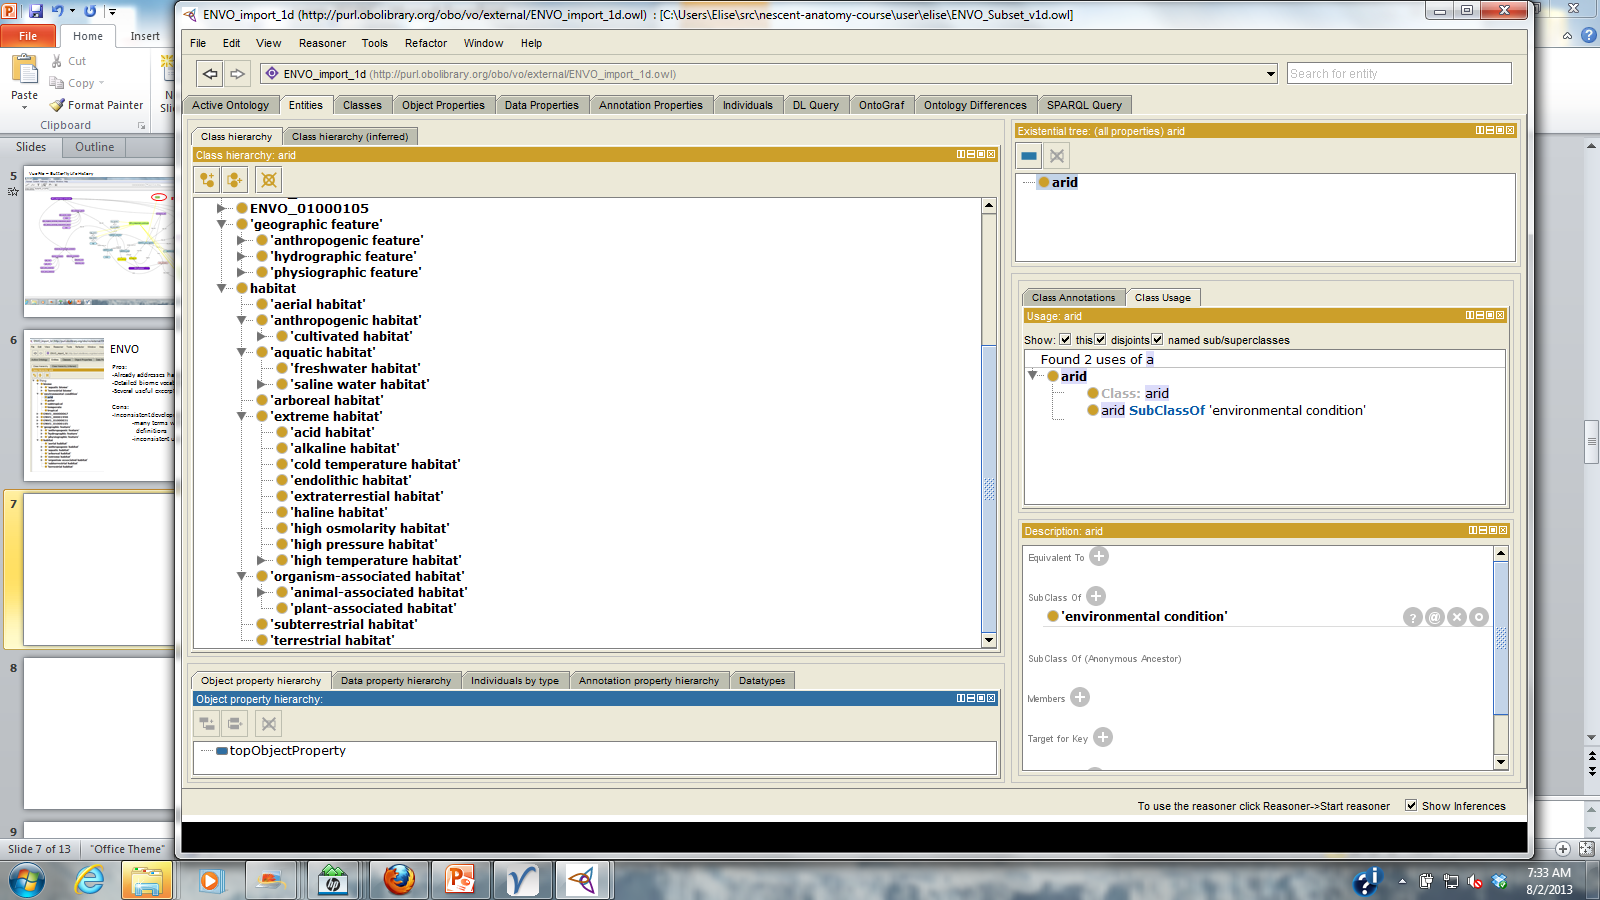 ENVO_import_1d (http://purl.obolibrary.org/obo/vo/external/ENVO_import_1d.owl) : [C:\Users\Elise\src\nescent-anatomy-course\user\elise\ENVO_Subset_v1d.owl]
File Home Insert
File Edit View Reasoner Tools Refactor Window Help
Cut
Copy
Paste
Format Painter
Clipboard
ENVO_import_1d (http://purl.obolibrary.org/obo/vo/external/ENVO_import_1d.owl)
Search for entity
Active Ontology Entities Classes Object Properties Data Properties Annotation Properties Individuals DL Query OntoGraf Ontology Differences SPARQL Query
Slides Outline
5
6
ENVO
Pros:
Cons:
7
8
9
Class hierarchy Class hierarchy (inferred)
Class hierarchy: arid
ENVO_01000105
'geographic feature'
'anthropogenic feature'
'hydrographic feature'
'physiographic feature'
habitat
'aerial habitat'
'anthropogenic habitat'
'cultivated habitat'
'aquatic habitat'
'freshwater habitat'
'saline water habitat'
'arboreal habitat'
'extreme habitat'
'acid habitat'
'alkaline habitat'
'cold temperature habitat'
'endolithic habitat'
'extraterrestial habitat'
'haline habitat'
'high osmolarity habitat'
'high pressure habitat'
'high temperature habitat'
'organism-associated habitat'
'animal-associated habitat'
'plant-associated habitat'
'subterrestrial habitat'
'terrestrial habitat'
Object property hierarchy Data property hierarchy Individuals by type Annotation property hierarchy Datatypes
Object property hierarchy:
topObjectProperty
Existential tree: (all properties) arid
arid
Class Annotations Class Usage
Usage: arid
Show: this disjoints named sub/superclasses
Found 2 uses of a
arid
Class: arid
arid SubClassOf 'environmental condition'
Description: arid
Equivalent To
SubClass Of
'environmental condition'
SubClass Of (Anonymous Ancestor)
Members
Target for Key
To use the reasoner click Reasoner->Start reasoner Show Inferences
Slide 7 of 13 "Office Theme"
7:33 AM
8/2/2013